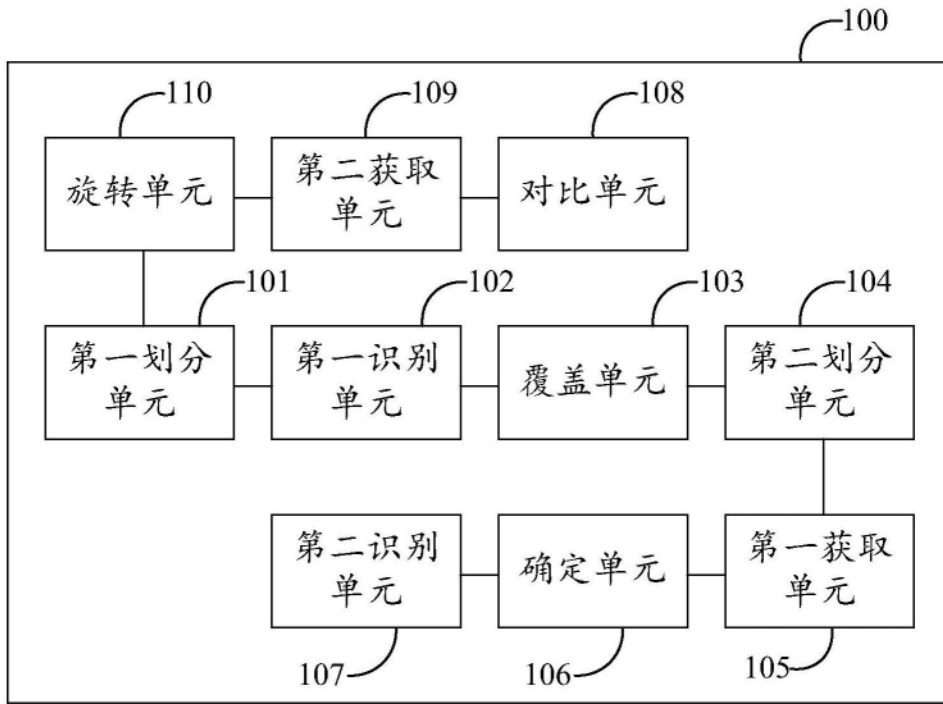 100
110
109
108
旋转单元
第二获取
单元
对比单元
101
102
103
104
第一划分
单元
第一识别
单元
覆盖单元
第二划分
单元
第二识别
单元
确定单元
第一获取
单元
107
106
105